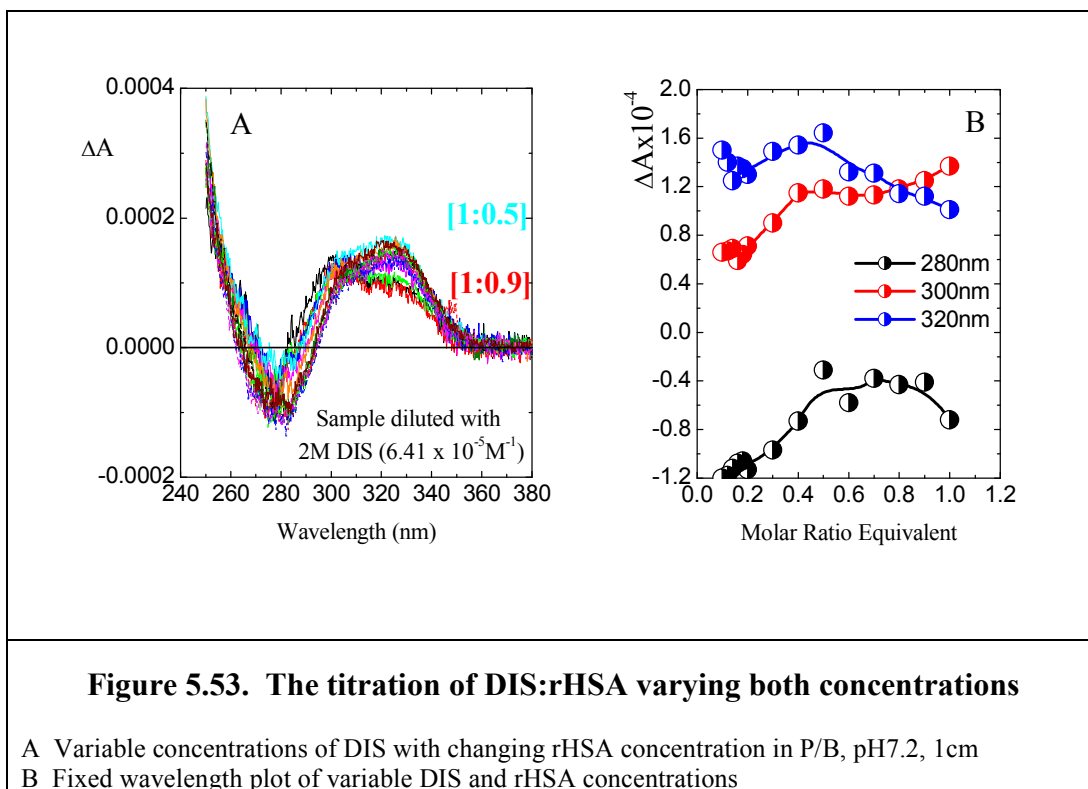 0.0004
0.0002
0.0000
-0.0002
ΔA
A
[1:0.5]
[1:0.9]
Sample diluted with
2M DIS (6.41 x 10⁻⁵M⁻¹)
240 260 280 300 320 340 360 380
Wavelength (nm)
2.0
1.6
1.2
0.8
0.4
0.0
-0.4
-0.8
-1.2
ΔAx10⁻⁴
B
280nm
300nm
320nm
0.0 0.2 0.4 0.6 0.8 1.0 1.2
Molar Ratio Equivalent
Figure 5.53. The titration of DIS:rHSA varying both concentrations
A Variable concentrations of DIS with changing rHSA concentration in P/B, pH7.2, 1cm
B Fixed wavelength plot of variable DIS and rHSA concentrations